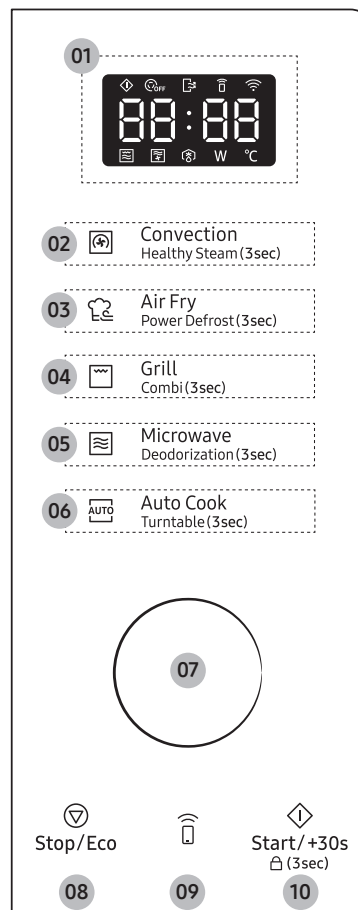 01
OFF
88:88
W °C
02 Convection
Healthy Steam (3sec)
03 Air Fry
Power Defrost (3sec)
04 Grill
Combi (3sec)
05 Microwave
Deodorization (3sec)
06 AUTO Auto Cook
Turntable (3sec)
07
Stop/Eco Start/+30s
(3sec)
08 09 10